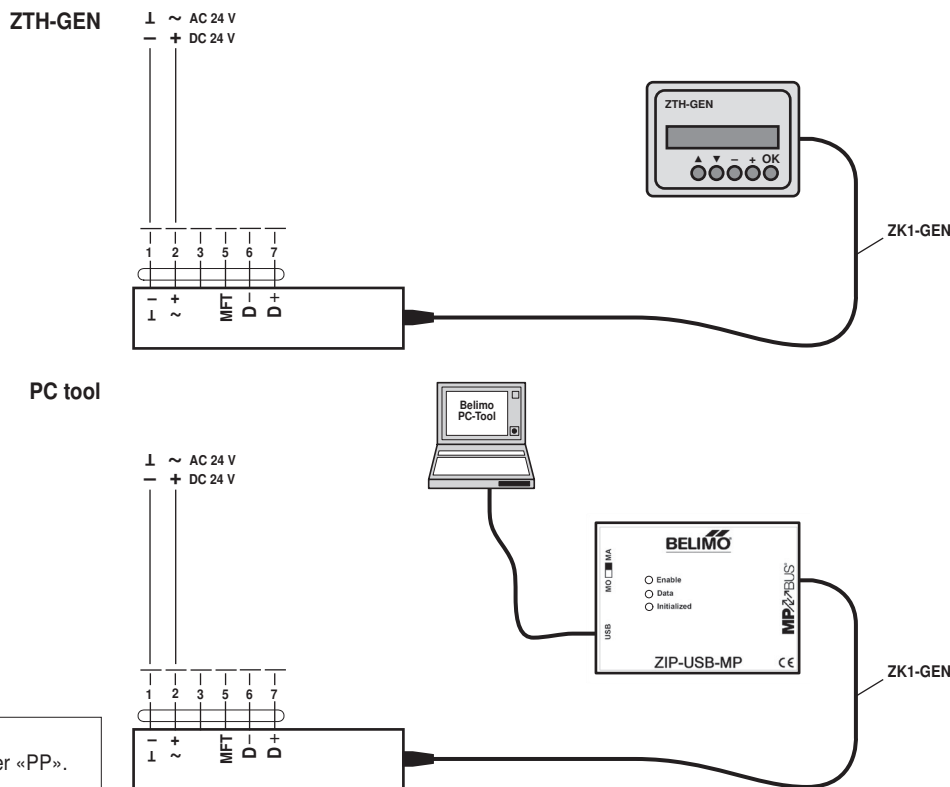 ZTH-GEN
⊥ ~ AC 24 V
– + DC 24 V
ZTH-GEN
▲ ▼ – + OK
ZK1-GEN
1 2 3 5 6 7
– + MFT D– D+
⊥ ~
PC tool
Belimo
PC-Tool
⊥ ~ AC 24 V
– + DC 24 V
BELIMO
MO MA
Enable
Data
Initialized
USB
MP BUS®
ZIP-USB-MP CE
ZK1-GEN
1 2 3 5 6 7
– + MFT D– D+
⊥ ~
er «PP».